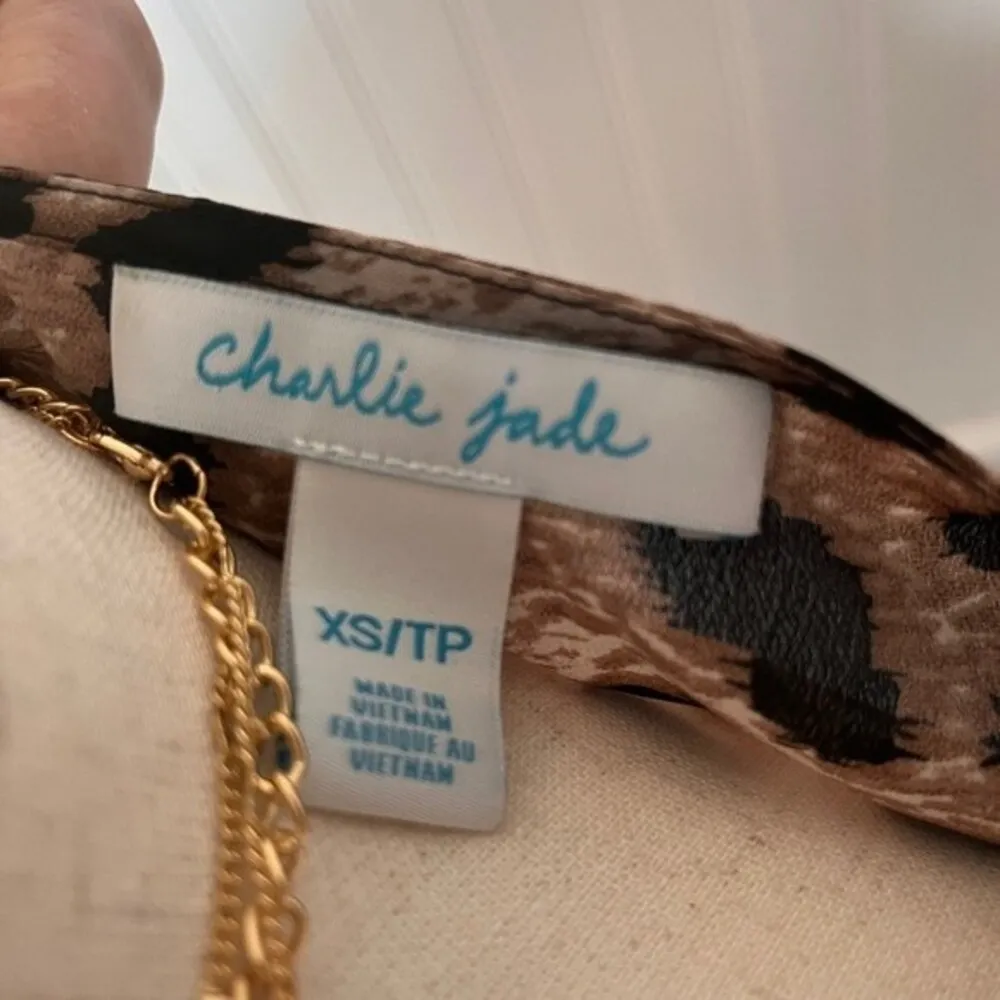 charlie jade
XS/TP
MADE IN
VIETNAM
FABRIQUE AU
VIETNAM